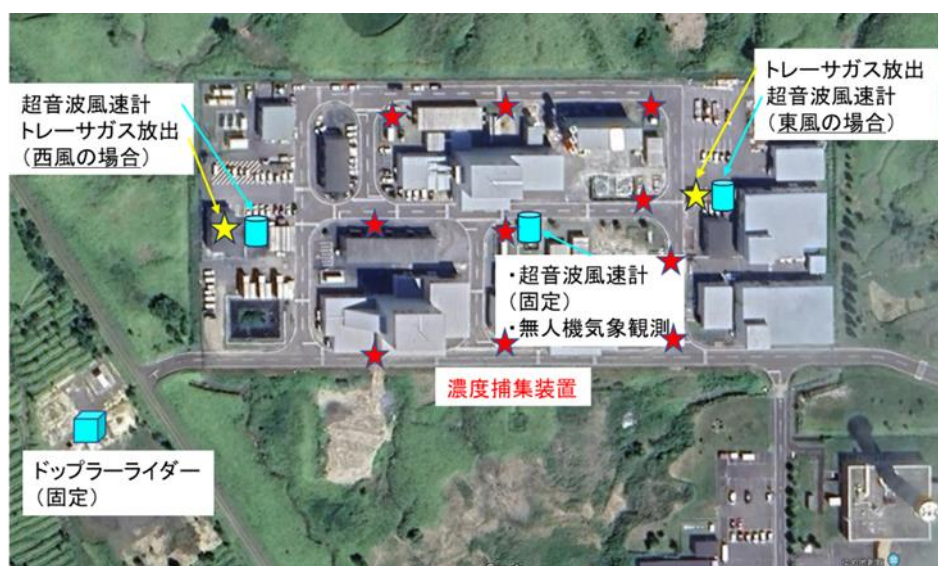 超音波風速計
トレーサガス放出
（西風の場合）
トレーサガス放出
超音波風速計
（東風の場合）
・超音波風速計
（固定）
・無人機気象観測
濃度捕集装置
ドップラーライダー
（固定）